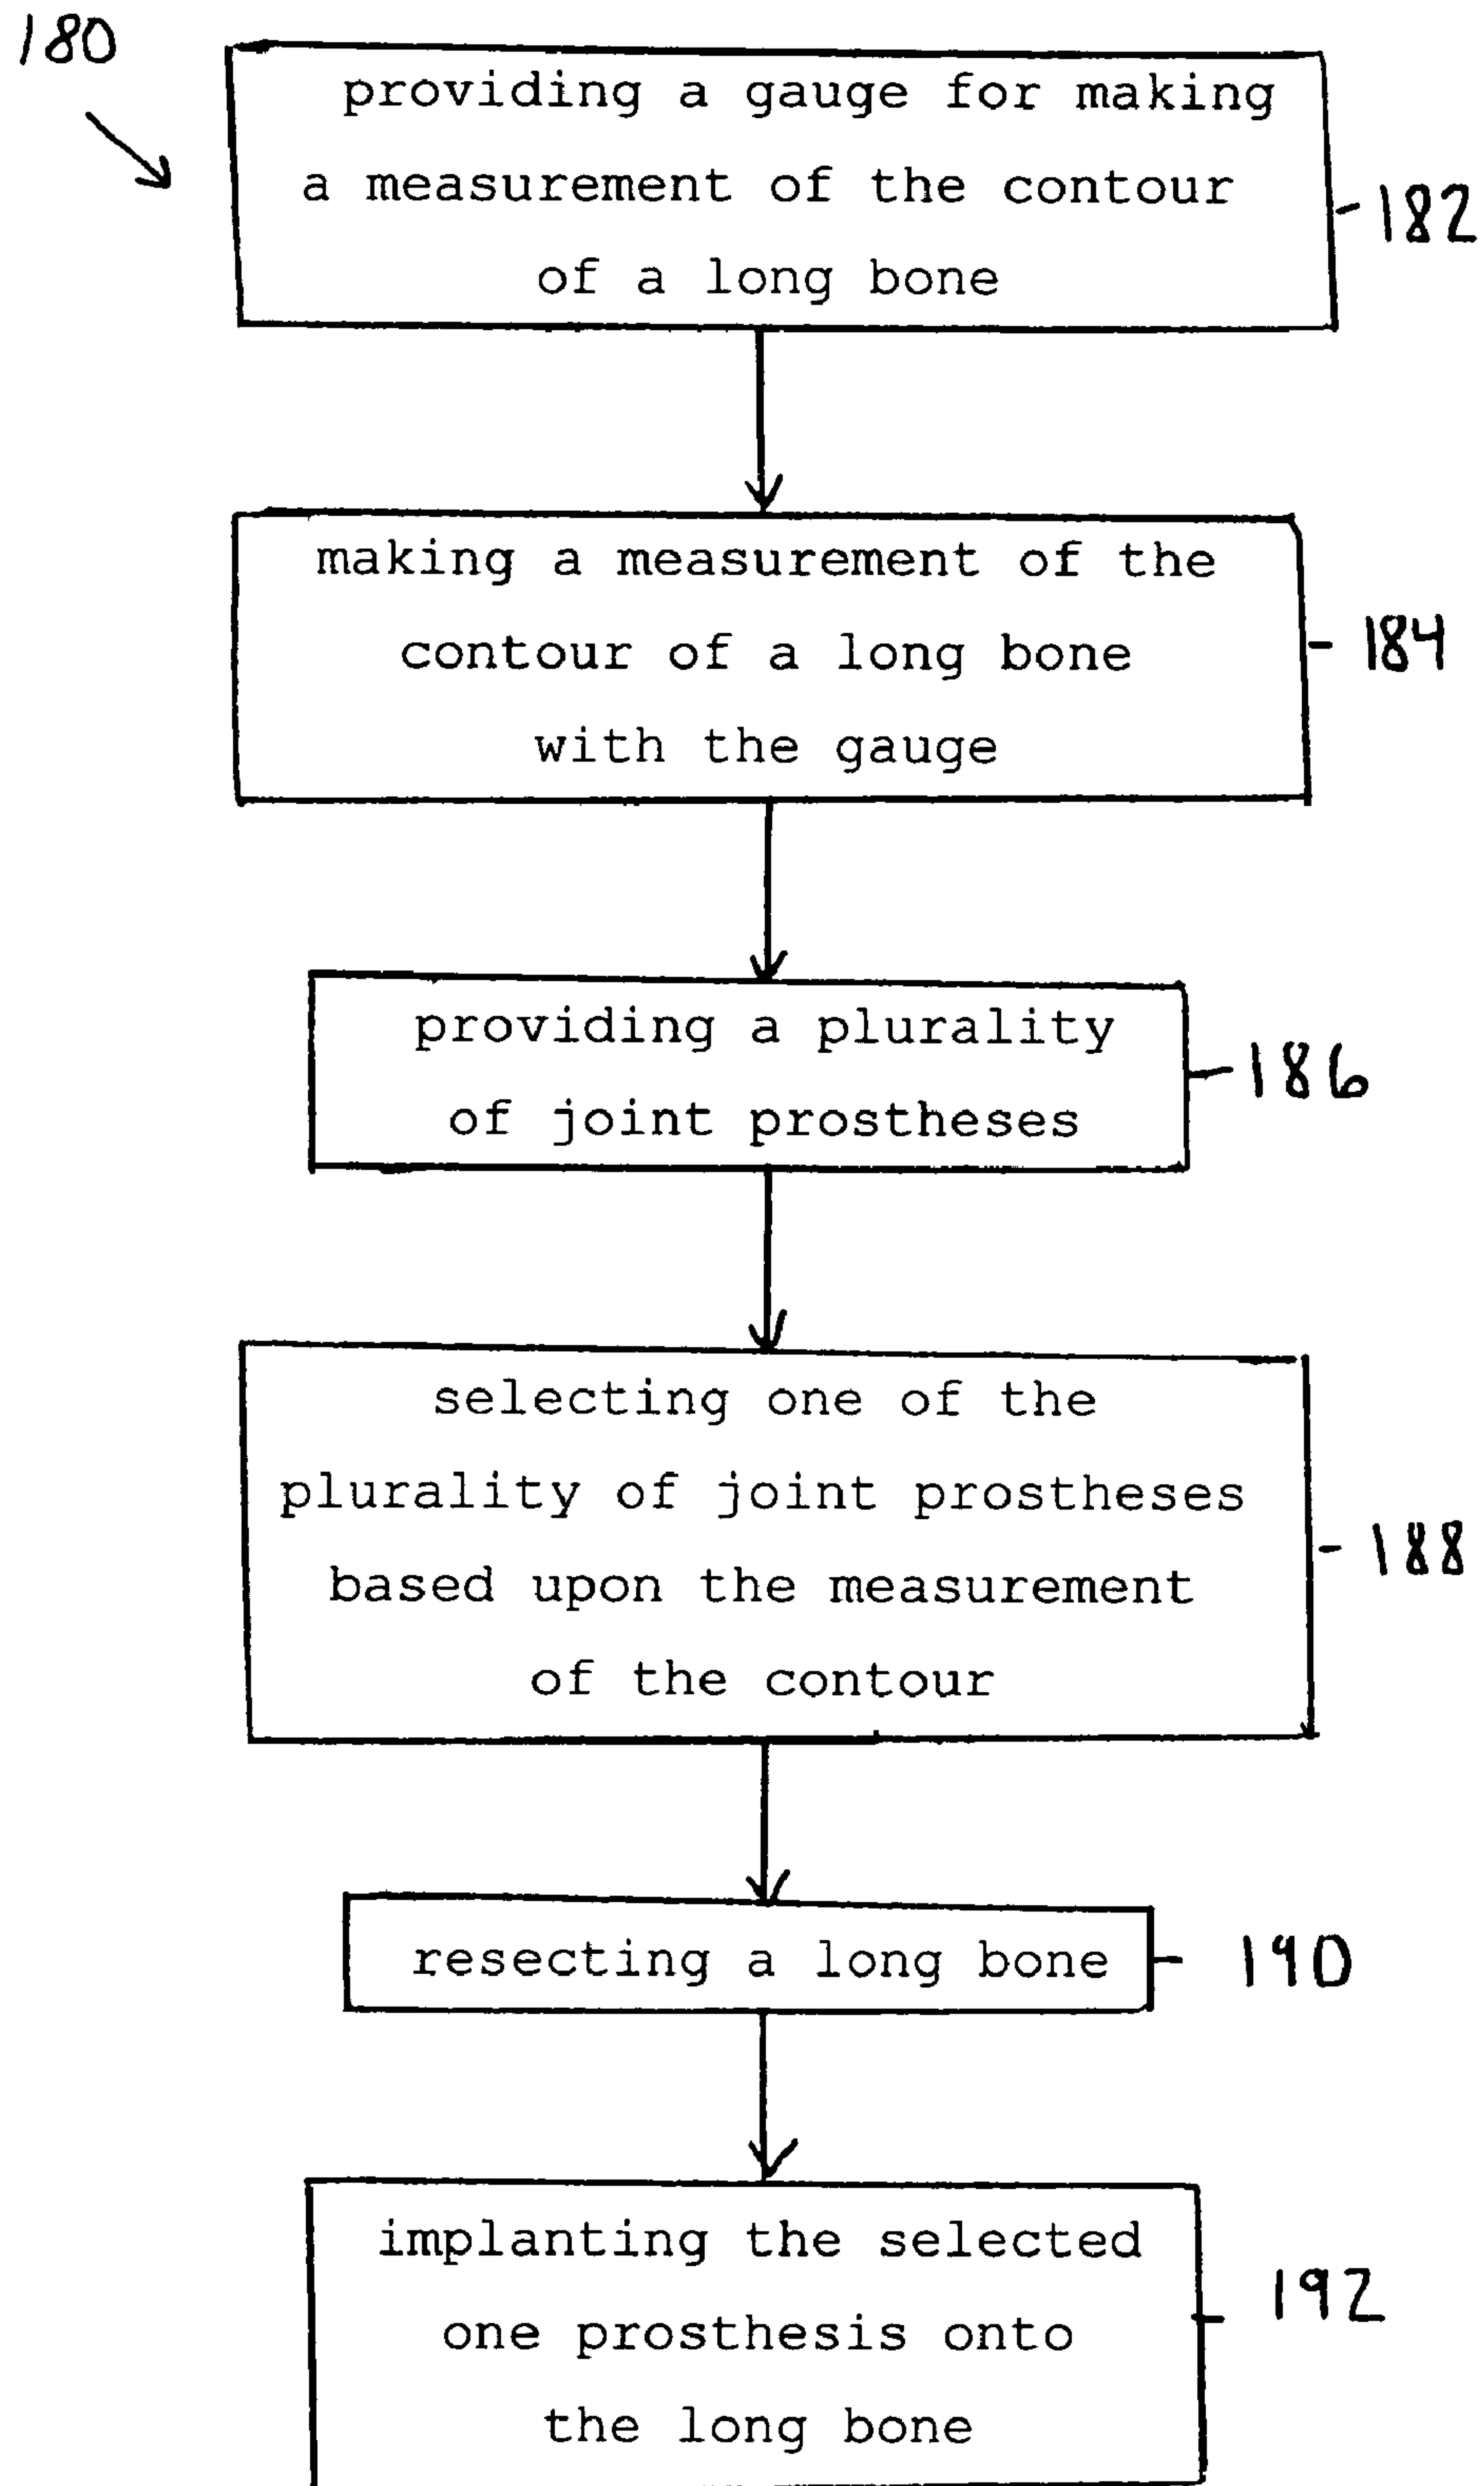 180
providing a gauge for making
a measurement of the contour
of a long bone
182
making a measurement of the
contour of a long bone
with the gauge
184
providing a plurality
of joint prostheses
186
selecting one of the
plurality of joint prostheses
based upon the measurement
of the contour
188
resecting a long bone
190
implanting the selected
one prosthesis onto
the long bone
192